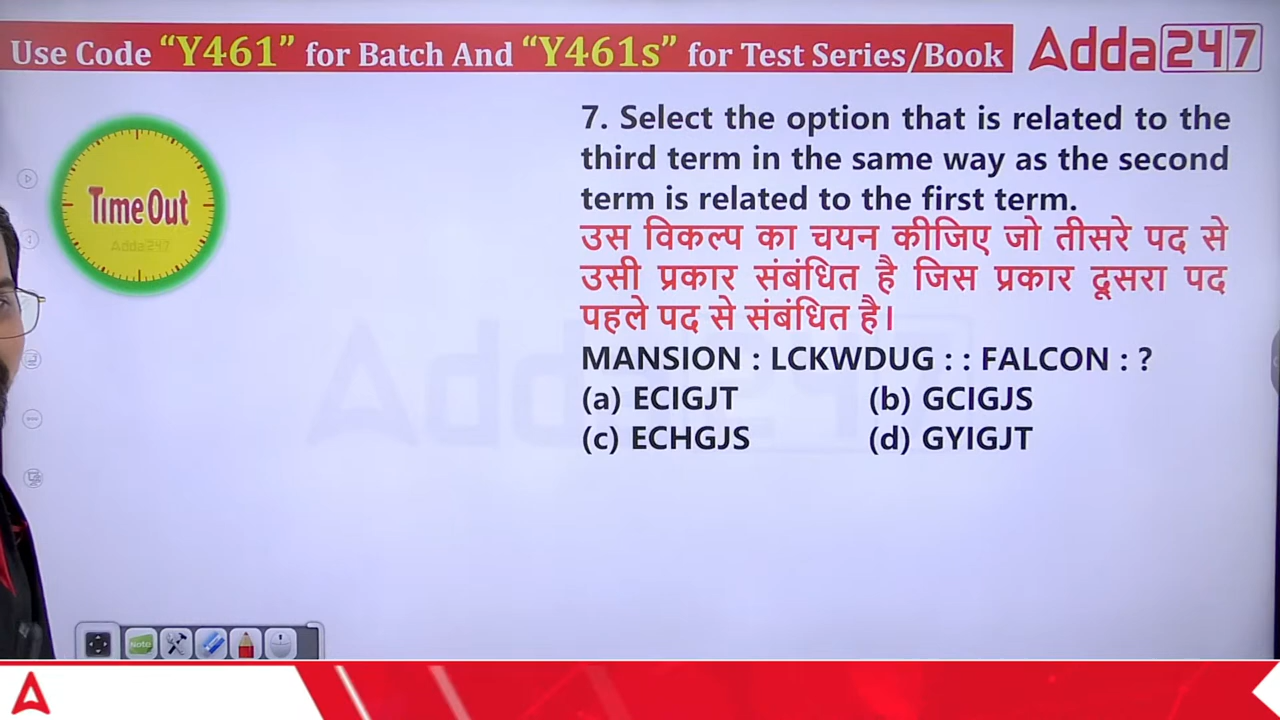 Use Code “Y461” for Batch And “Y461s” for Test Series/Book
Adda247
Time Out
Adda247
7. Select the option that is related to the
third term in the same way as the second
term is related to the first term.
उस विकल्प का चयन कीजिए जो तीसरे पद से
उसी प्रकार संबंधित है जिस प्रकार दूसरा पद
पहले पद से संबंधित है।
MANSION : LCKWDUG : : FALCON : ?
(a) ECIGJT (b) GCIGJS
(c) ECHGJS (d) GYIGJT
Adda247
Note